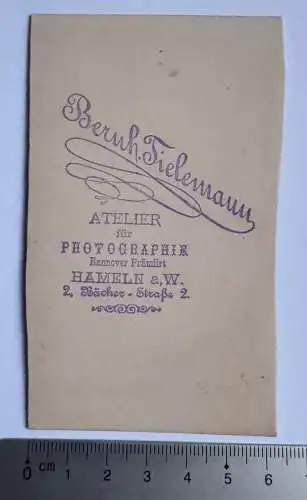 Bernh. Tielemann
ATELIER
für
PHOTOGRAPHIE
Hannover Prämiirt
HAMELN a./W.
2, Bäcker-Straße 2.
0 cm 1 2 3 4 5 6